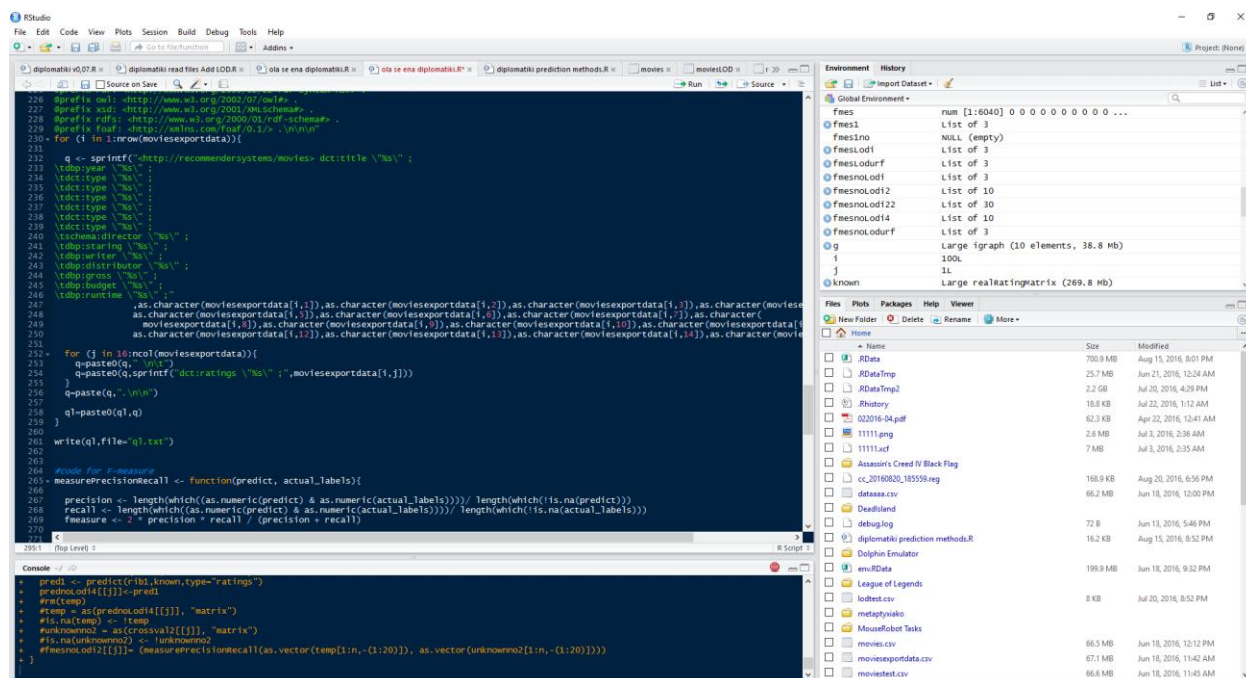 RStudio
File Edit Code View Plots Session Build Debug Tools Help
Go to file/function Addins
Project: (None)
diplomatiki v0,07.R × diplomatiki read files Add LOD.R × ola se ena diplomatiki.R × ola se ena diplomatiki.R* × diplomatiki prediction methods.R × movies × moviesLOD ×
Source on Save Run Source
226 @prefix owl: <http://www.w3.org/2002/07/owl#> .
227 @prefix xsd: <http://www.w3.org/2001/XMLSchema#> .
228 @prefix rdfs: <http://www.w3.org/2000/01/rdf-schema#> .
229 @prefix foaf: <http://xmlns.com/foaf/0.1/> .\n\n\n"
230 for (i in 1:nrow(moviesexportdata)){
231
232 q <- sprintf("<http://recommendersystems/movies> dct:title \"%s\" ;
233 \tdbp:year \"%s\" ;
234 \tdct:type \"%s\" ;
235 \tdct:type \"%s\" ;
236 \tdct:type \"%s\" ;
237 \tdct:type \"%s\" ;
238 \tdct:type \"%s\" ;
239 \tdct:type \"%s\" ;
240 \tschema:director \"%s\" ;
241 \tdbp:staring \"%s\" ;
242 \tdbp:writer \"%s\" ;
243 \tdbp:distributor \"%s\" ;
244 \tdbp:gross \"%s\" ;
245 \tdbp:budget \"%s\" ;
246 \tdbp:runtime \"%s\" ;"
247 ,as.character(moviesexportdata[i,1]),as.character(moviesexportdata[i,2]),as.character(moviesexportdata[i,3]),as.character(moviese
248 as.character(moviesexportdata[i,5]),as.character(moviesexportdata[i,6]),as.character(moviesexportdata[i,7]),as.character(
249 moviesexportdata[i,8]),as.character(moviesexportdata[i,9]),as.character(moviesexportdata[i,10]),as.character(moviesexportdata[i
250 as.character(moviesexportdata[i,12]),as.character(moviesexportdata[i,13]),as.character(moviesexportdata[i,14]),as.character(mov
251
252 for (j in 16:ncol(moviesexportdata)){
253 q=paste0(q," \n\t")
254 q=paste0(q,sprintf("dct:ratings \"%s\" ;",moviesexportdata[i,j]))
255 }
256 q=paste(q,".\n\n")
257
258 ql=paste0(ql,q)
259 }
260
261 write(ql,file="ql.txt")
262
263
264 #code for F-measure
265 measurePrecisionRecall <- function(predict, actual_labels){
266
267 precision <- length(which((as.numeric(predict) & as.numeric(actual_labels))))/ length(which(!is.na(predict)))
268 recall <- length(which((as.numeric(predict) & as.numeric(actual_labels))))/ length(which(!is.na(actual_labels)))
269 fmeasure <- 2 * precision * recall / (precision + recall)
270
271
295:1 (Top Level) R Script
Console ~/
+ pred1 <- predict(rib1,known,type="ratings")
+ prednoLodi4[[j]]<-pred1
+ #rm(temp)
+ #temp = as(prednoLodi4[[j]], "matrix")
+ #is.na(temp) <- !temp
+ #unknownno2 = as(crossval2[[j]], "matrix")
+ #is.na(unknownno2) <- !unknownno2
+ #fmesnoLodi2[[j]]= (measurePrecisionRecall(as.vector(temp[1:n,-(1:20)]), as.vector(unknownno2[1:n,-(1:20)])))
+ }
Environment History
Import Dataset List
Global Environment
fmes num [1:6040] 0 0 0 0 0 0 0 0 0 0 ...
fmes1 List of 3
fmes1no NULL (empty)
fmesLodi List of 3
fmesLodurf List of 3
fmesnoLodi List of 3
fmesnoLodi2 List of 10
fmesnoLodi22 List of 30
fmesnoLodi4 List of 10
fmesnoLodurf List of 3
g Large igraph (10 elements, 38.8 Mb)
i 100L
j 1L
known Large realRatingMatrix (269.8 Mb)
Files Plots Packages Help Viewer
New Folder Delete Rename More
Home
Name Size Modified
.RData 700.9 MB Aug 15, 2016, 8:01 PM
.RDataTmp 25.7 MB Jun 21, 2016, 12:24 AM
.RDataTmp2 2.2 GB Jul 20, 2016, 4:29 PM
.Rhistory 18.8 KB Jul 22, 2016, 1:12 AM
022016-04.pdf 62.3 KB Apr 22, 2016, 12:41 AM
11111.png 2.6 MB Jul 3, 2016, 2:36 AM
11111.xcf 7 MB Jul 3, 2016, 2:35 AM
Assassin's Creed IV Black Flag
cc_20160820_185559.reg 168.9 KB Aug 20, 2016, 6:56 PM
dataaaa.csv 66.2 MB Jun 18, 2016, 12:00 PM
DeadIsland
debug.log 72 B Jun 13, 2016, 5:46 PM
diplomatiki prediction methods.R 16.2 KB Aug 15, 2016, 8:52 PM
Dolphin Emulator
env.RData 199.9 MB Jun 18, 2016, 9:32 PM
League of Legends
lodtest.csv 8 KB Jul 20, 2016, 8:52 PM
metaptyxiako
MouseRobot Tasks
movies.csv 66.5 MB Jun 18, 2016, 12:12 PM
moviesexportdata.csv 67.1 MB Jun 18, 2016, 11:42 AM
moviestest.csv 66.6 MB Jun 18, 2016, 11:45 AM